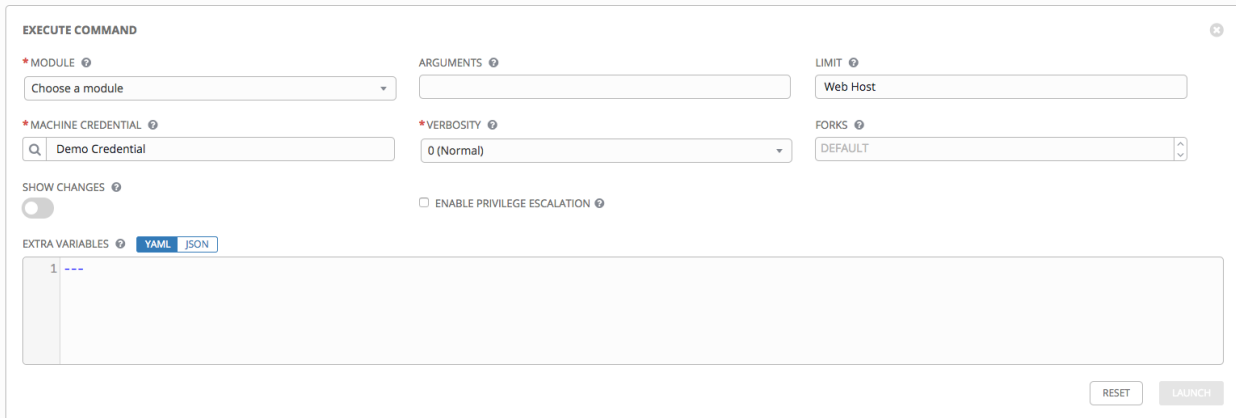 EXECUTE COMMAND
* MODULE
ARGUMENTS
LIMIT
Choose a module
Web Host
* MACHINE CREDENTIAL
* VERBOSITY
FORKS
Demo Credential
0 (Normal)
DEFAULT
SHOW CHANGES
ENABLE PRIVILEGE ESCALATION
EXTRA VARIABLES YAML JSON
1 ---
RESET LAUNCH